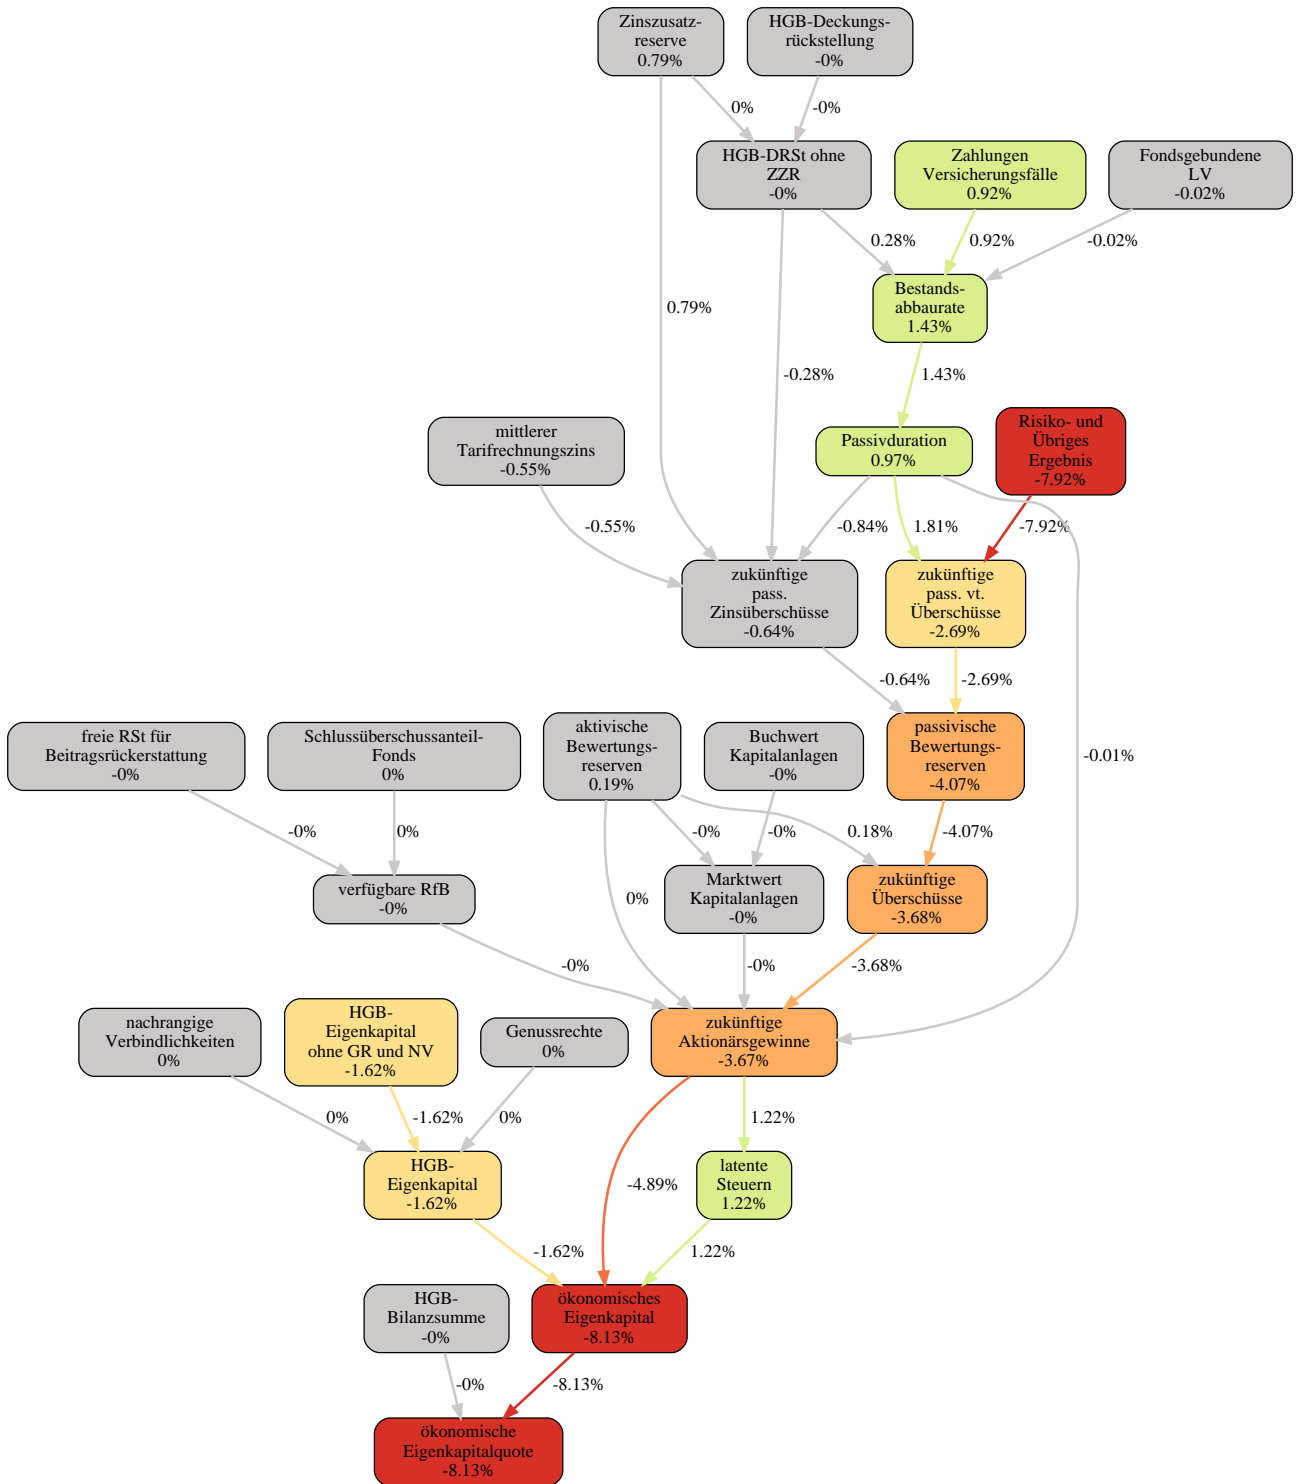 Zinszusatz-
reserve
0.79%
HGB-Deckungs-
rückstellung
-0%
0%
-0%
HGB-DRSt ohne
ZZR
-0%
Zahlungen
Versicherungsfälle
0.92%
Fondsgebundene
LV
-0.02%
0.28%
0.92%
-0.02%
Bestands-
abbaurate
1.43%
0.79%
-0.28%
1.43%
mittlerer
Tarifrechnungszins
-0.55%
Passivduration
0.97%
Risiko- und
Übriges
Ergebnis
-7.92%
-0.55%
-0.84%
1.81%
-7.92%
zukünftige
pass.
Zinsüberschüsse
-0.64%
zukünftige
pass. vt.
Überschüsse
-2.69%
-0.64%
-2.69%
freie RSt für
Beitragsrückerstattung
-0%
Schlussüberschussanteil-
Fonds
0%
aktivische
Bewertungs-
reserven
0.19%
Buchwert
Kapitalanlagen
-0%
passivische
Bewertungs-
reserven
-4.07%
-0.01%
-0%
0%
-0%
-0%
0.18%
-4.07%
verfügbare RfB
-0%
0%
Marktwert
Kapitalanlagen
-0%
zukünftige
Überschüsse
-3.68%
-0%
-0%
-3.68%
nachrangige
Verbindlichkeiten
0%
HGB-
Eigenkapital
ohne GR und NV
-1.62%
Genussrechte
0%
zukünftige
Aktionärsgewinne
-3.67%
0%
-1.62%
0%
1.22%
HGB-
Eigenkapital
-1.62%
-4.89%
latente
Steuern
1.22%
-1.62%
1.22%
HGB-
Bilanzsumme
-0%
ökonomisches
Eigenkapital
-8.13%
-0%
-8.13%
ökonomische
Eigenkapitalquote
-8.13%